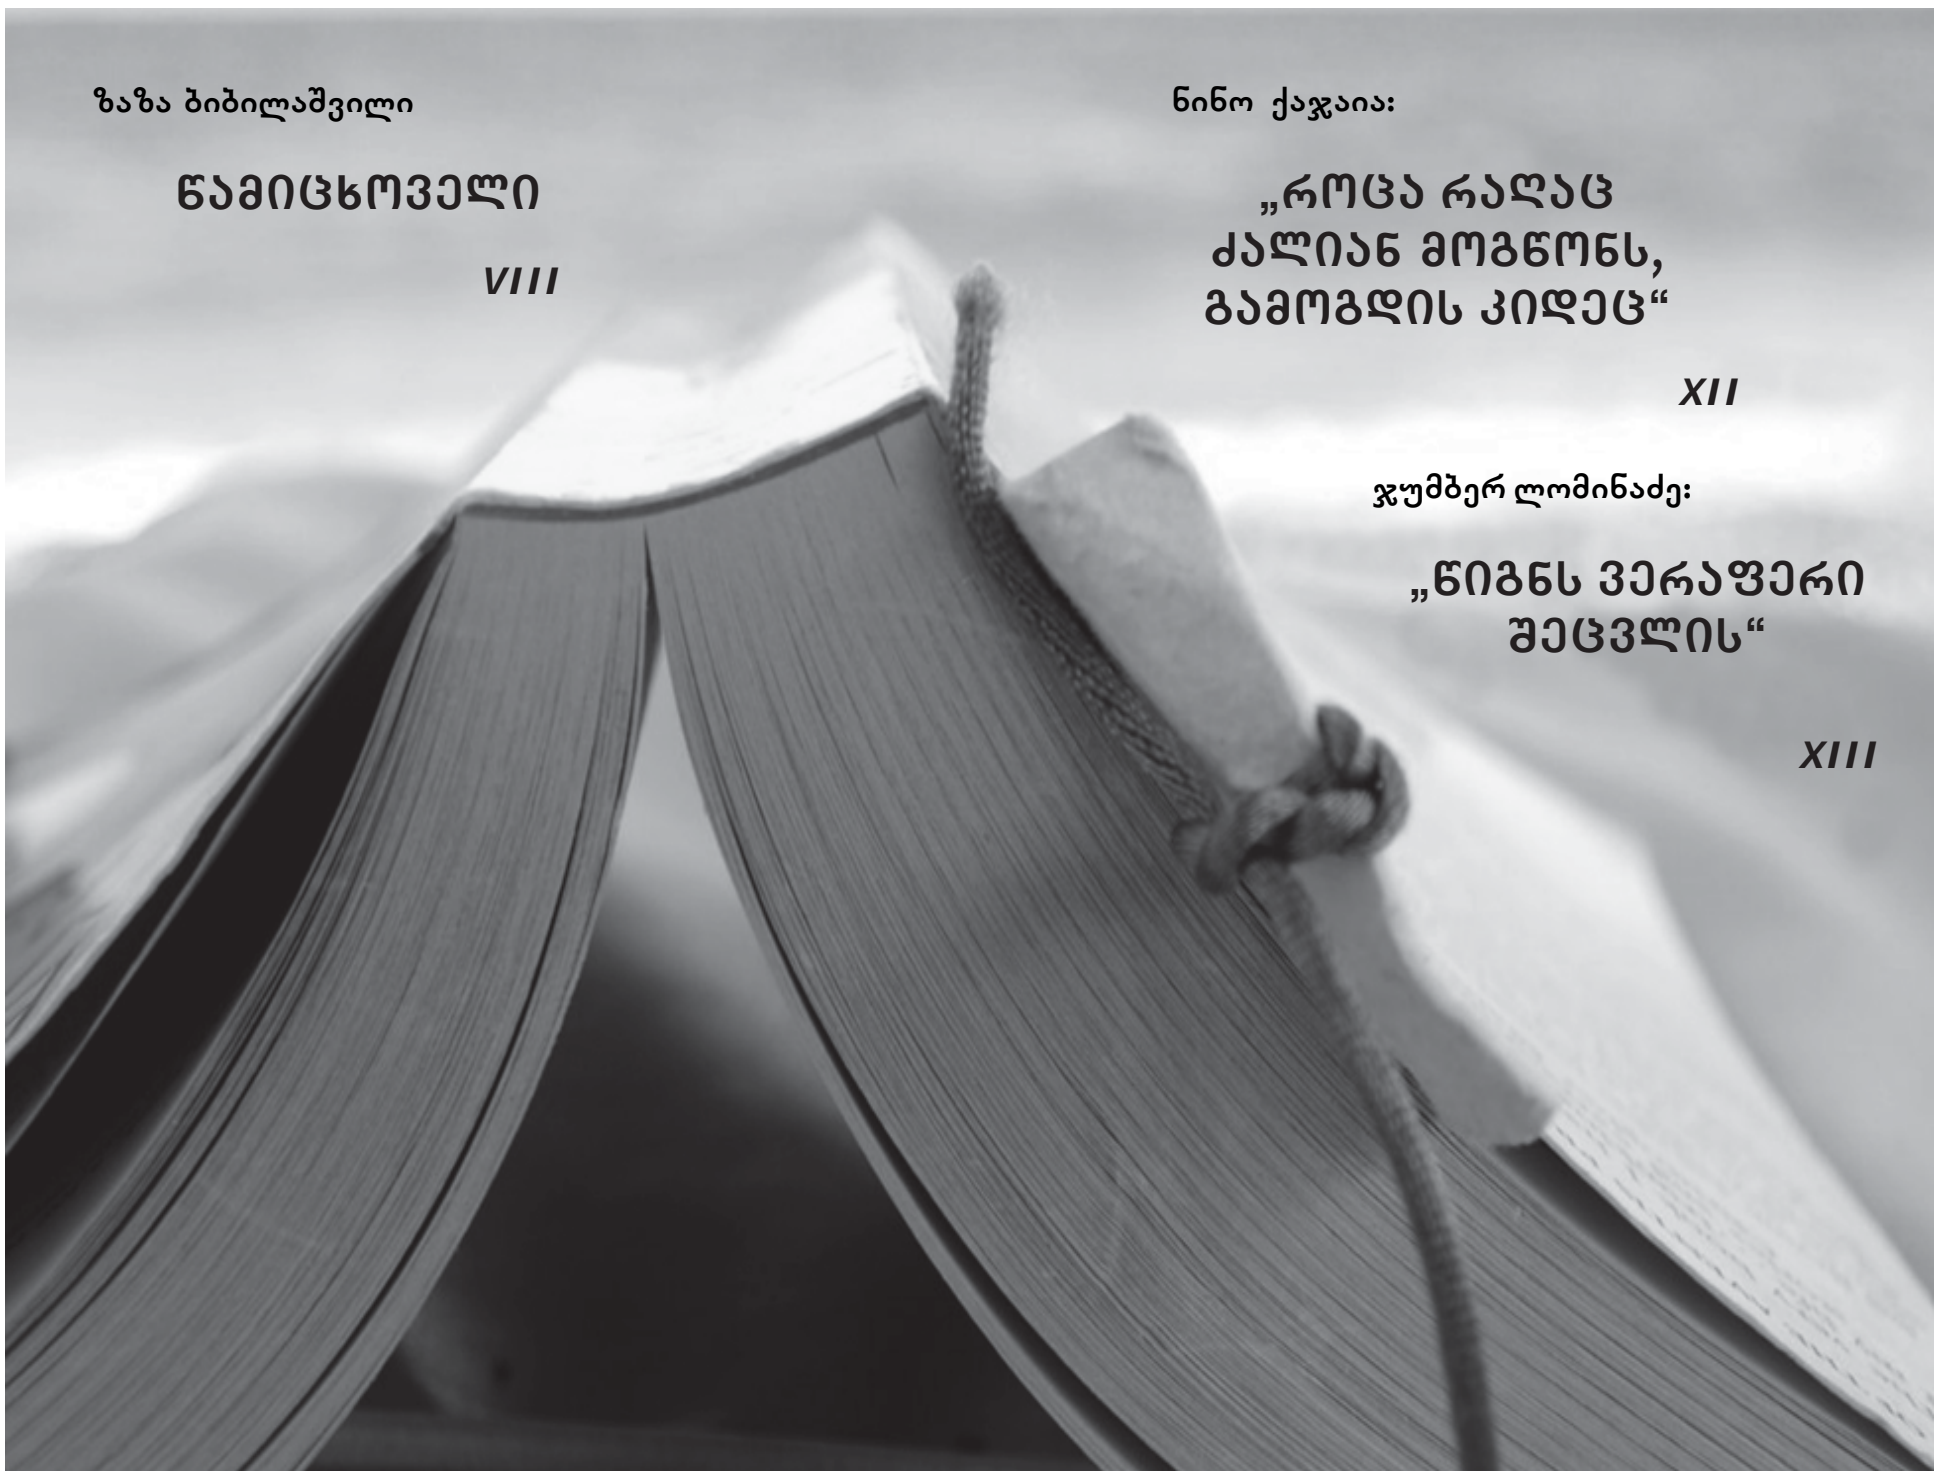 ზაზა ბიბილაშვილი
წამიცხოველი
VIII
ნინო ქაჯაია:
„როცა რაღაც
ძალიან მოგწონს,
გამოგდის კიდეც“
XII
ჯუმბერ ლომინაძე:
„წიგნს ვერაფერი
შეცვლის“
XIII